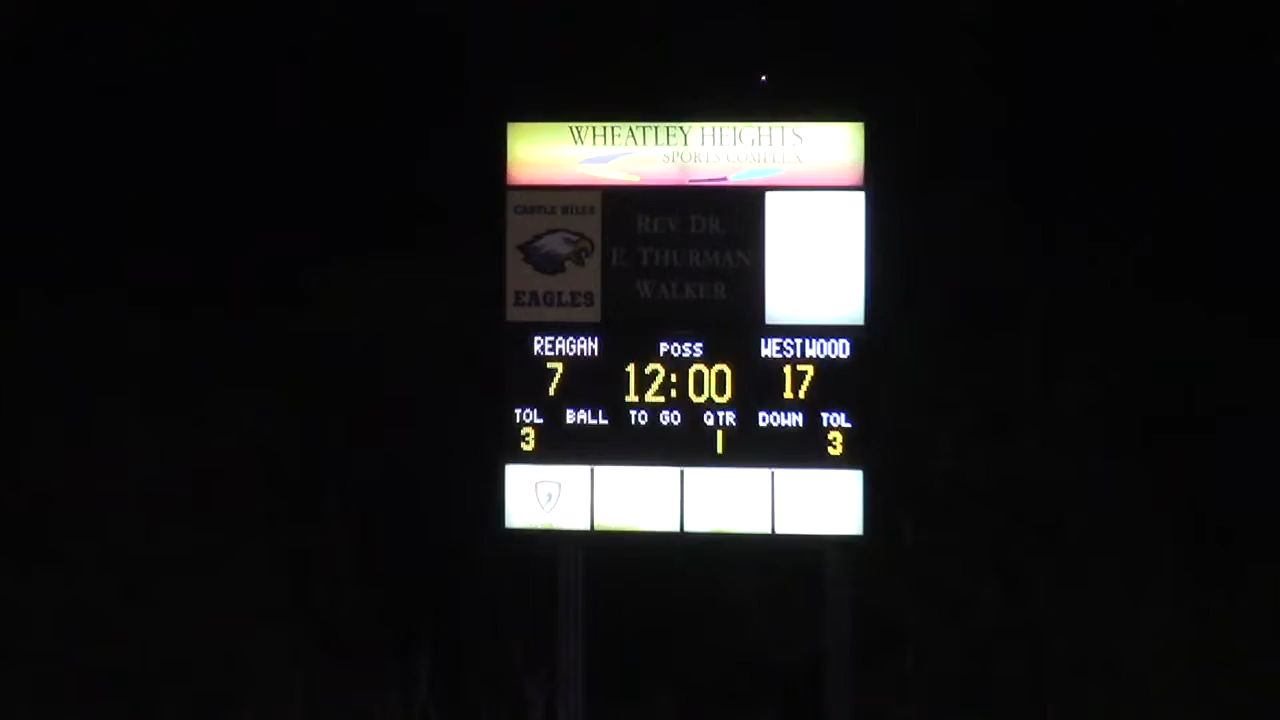 WHEATLEY HEIGHTS
SPORTS COMPLEX
CASTLE HILLS
EAGLES
REV. DR.
E. THURMAN
WALKER
REAGAN POSS WESTWOOD
7 12:00 17
TOL BALL TO GO QTR DOWN TOL
3 1 3